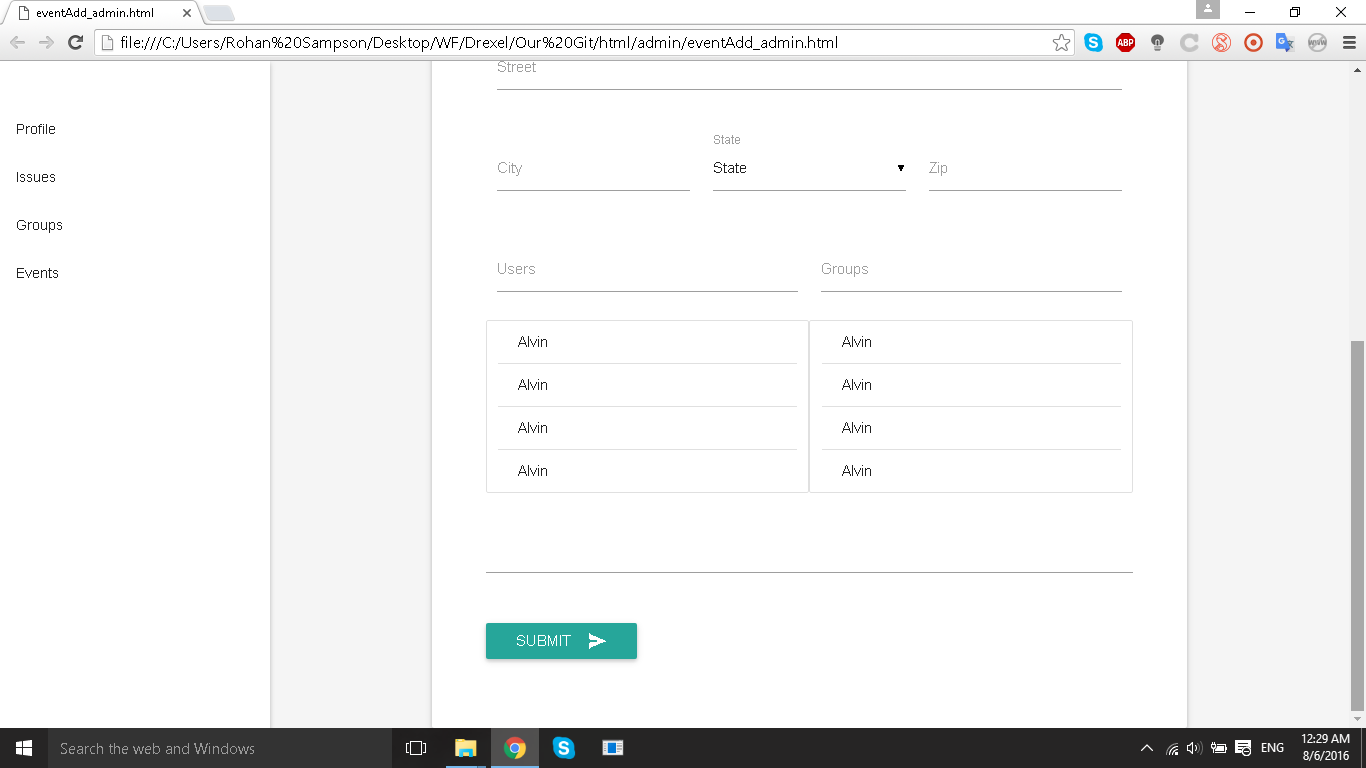 eventAdd_admin.html
file:///C:/Users/Rohan%20Sampson/Desktop/WF/Drexel/Our%20Git/html/admin/eventAdd_admin.html
ABP
Street
Profile
Issues
Groups
Events
State
City
State
Zip
Users
Groups
Alvin
Alvin
Alvin
Alvin
Alvin
Alvin
Alvin
Alvin
SUBMIT
Search the web and Windows
ENG
12:29 AM
8/6/2016